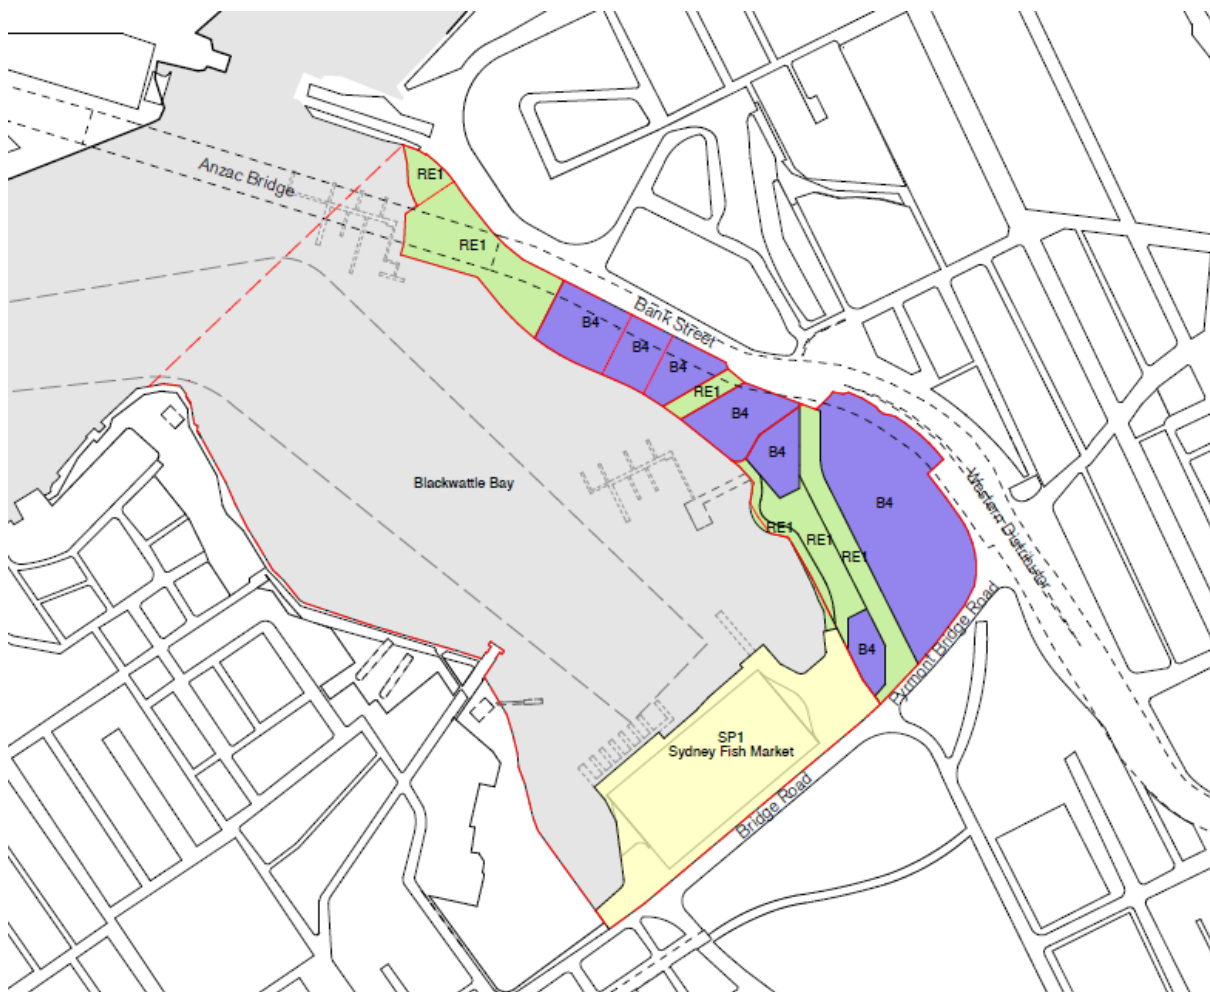 RE1
Anzac Bridge
RE1
Bank Street
B4
B4
B4
RE1
B4
B4
Blackwattle Bay
B4
Western Distributor
RE1
RE1
RE1
Pyrmont Bridge Road
B4
SP1
Sydney Fish Market
Bridge Road